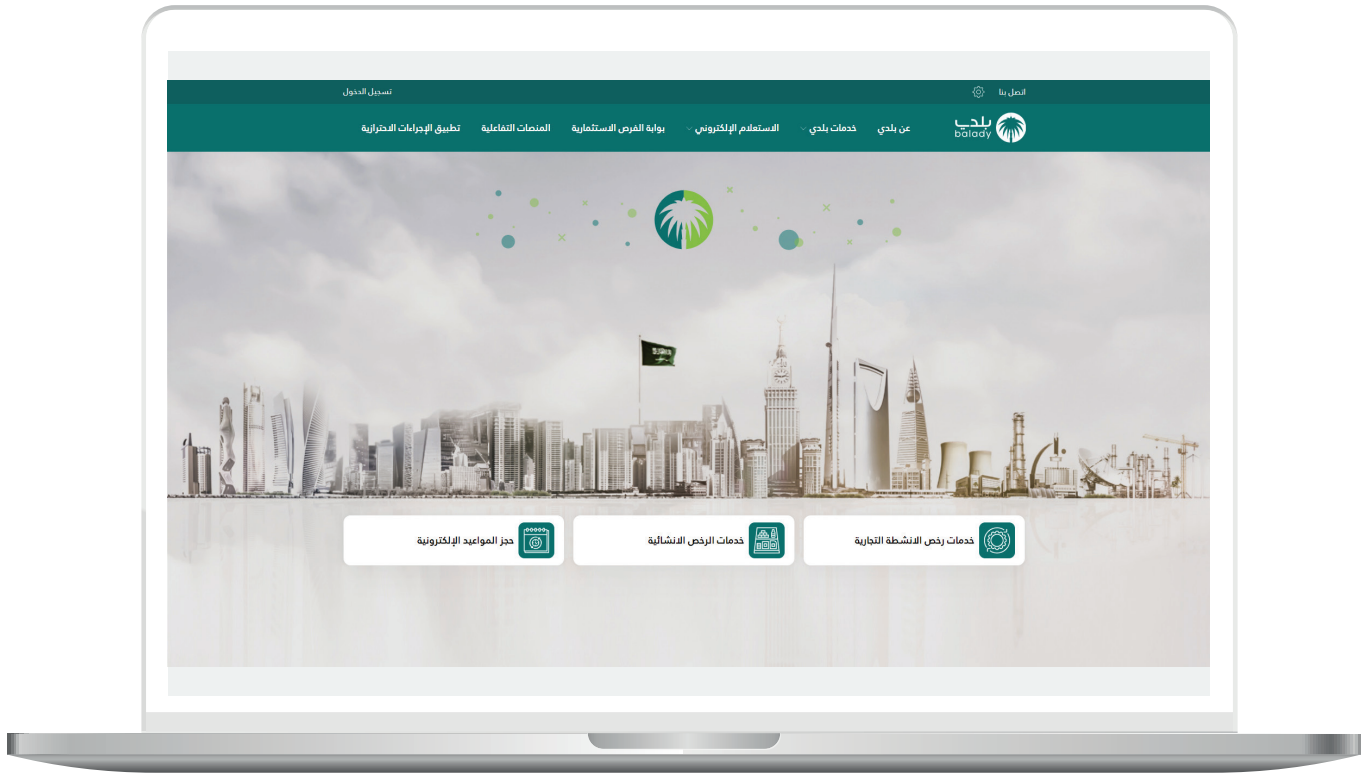 اتصل بنا
تسجيل الدخول
بلدي
balady
عن بلدي
خدمات بلدي
الاستعلام الإلكتروني
بوابة الفرص الاستثمارية
المنصات التفاعلية
تطبيق الإجراءات الاحترازية
خدمات رخص الانشطة التجارية
خدمات الرخص الانشائية
حجز المواعيد الإلكترونية